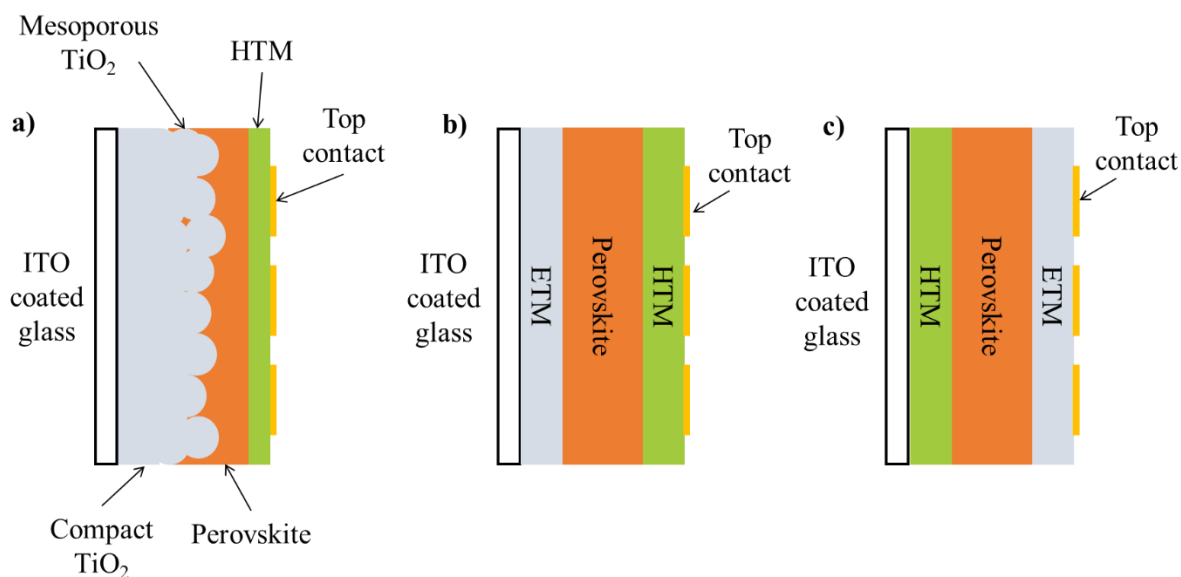 Mesoporous
TiO₂
HTM
a)
Top
contact
ITO
coated
glass
Compact
TiO₂
Perovskite
b)
Top
contact
ITO
coated
glass
ETM
Perovskite
HTM
c)
Top
contact
ITO
coated
glass
HTM
Perovskite
ETM